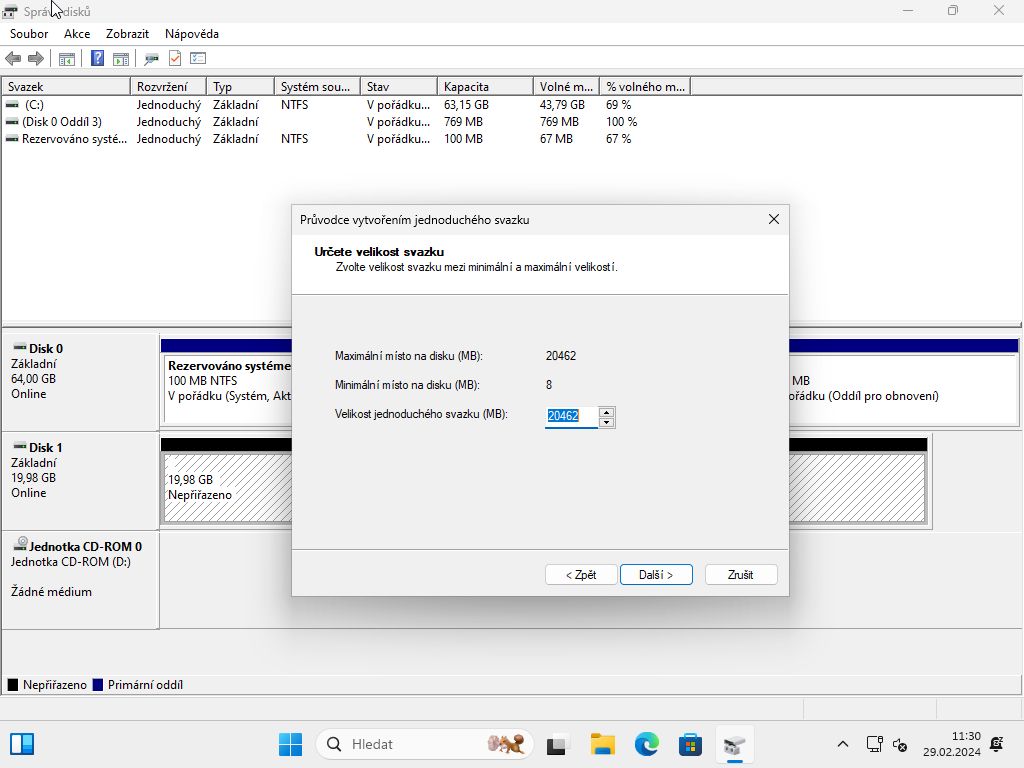 Správa disků
Soubor Akce Zobrazit Nápověda
Svazek Rozvržení Typ Systém sou... Stav Kapacita Volné m... % volného m...
(C:) Jednoduchý Základní NTFS V pořádku... 63,15 GB 43,79 GB 69 %
(Disk 0 Oddíl 3) Jednoduchý Základní V pořádku... 769 MB 769 MB 100 %
Rezervováno systé... Jednoduchý Základní NTFS V pořádku... 100 MB 67 MB 67 %
Průvodce vytvořením jednoduchého svazku
Určete velikost svazku
Zvolte velikost svazku mezi minimální a maximální velikostí.
Maximální místo na disku (MB): 20462
Minimální místo na disku (MB): 8
Velikost jednoduchého svazku (MB): 20462
< Zpět Další > Zrušit
Disk 0
Základní
64,00 GB
Online
Rezervováno systéme
100 MB NTFS
V pořádku (Systém, Akt
MB
ořádku (Oddíl pro obnovení)
Disk 1
Základní
19,98 GB
Online
19,98 GB
Nepřiřazeno
Jednotka CD-ROM 0
Jednotka CD-ROM (D:)
Žádné médium
Nepřiřazeno Primární oddíl
Hledat
11:30
29.02.2024